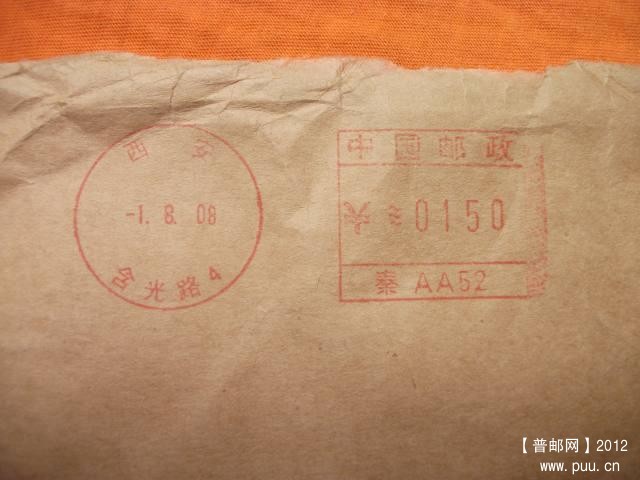 西安
-1. 8. 08
含光路4
中国邮政
0150
秦 AA52
【普邮网】2012
www.puu.cn